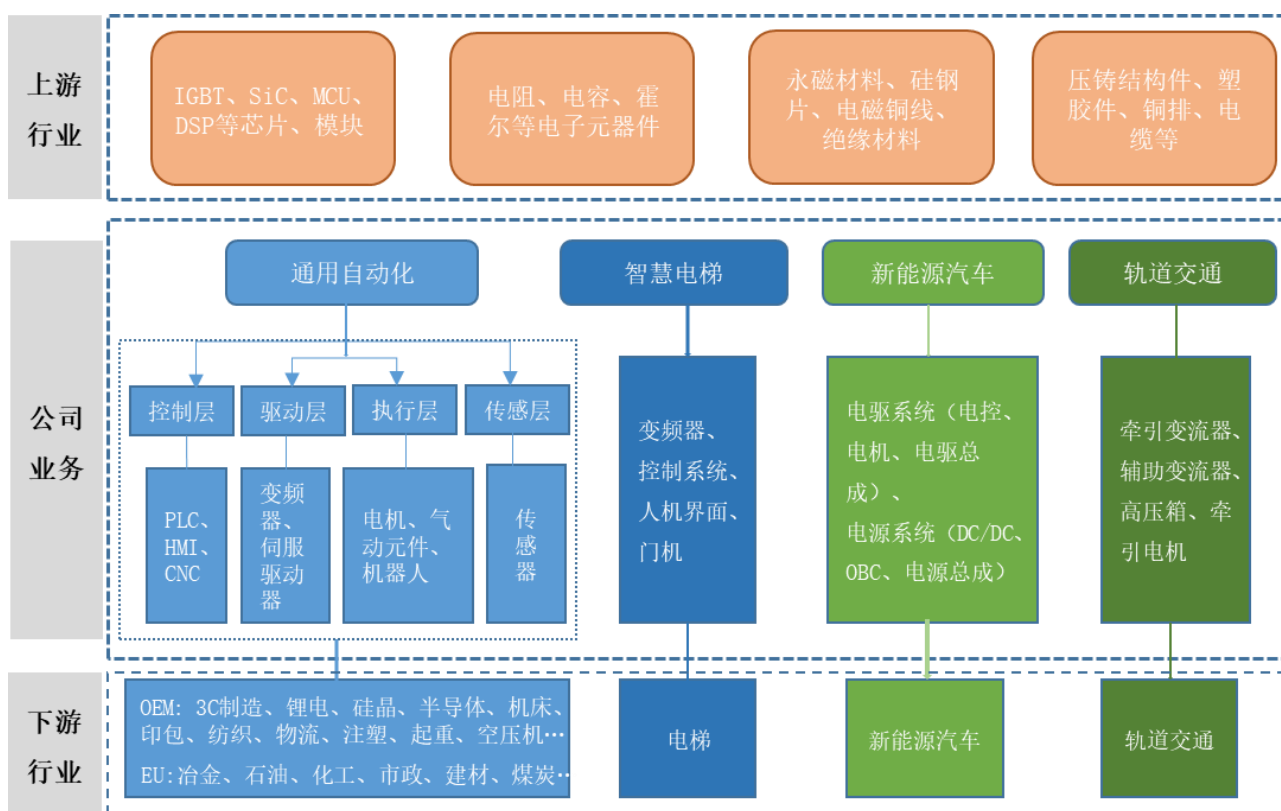 上游
行业
IGBT、SiC、MCU、
DSP等芯片、模块
电阻、电容、霍
尔等电子元器件
永磁材料、硅钢
片、电磁铜线、
绝缘材料
压铸结构件、塑
胶件、铜排、电
缆等
公司
业务
通用自动化
智慧电梯
新能源汽车
轨道交通
控制层
驱动层
执行层
传感层
PLC、
HMI、
CNC
变频
器、
伺服
驱动
器
电机、气
动元件、
机器人
传
感
器
变频器、
控制系统、
人机界面、
门机
电驱系统（电控、
电机、电驱总
成）、
电源系统（DC/DC、
OBC、电源总成）
牵引变流器、
辅助变流器、
高压箱、牵
引电机
下游
行业
OEM: 3C制造、锂电、硅晶、半导体、机床、
印包、纺织、物流、注塑、起重、空压机…
EU:冶金、石油、化工、市政、建材、煤炭…
电梯
新能源汽车
轨道交通